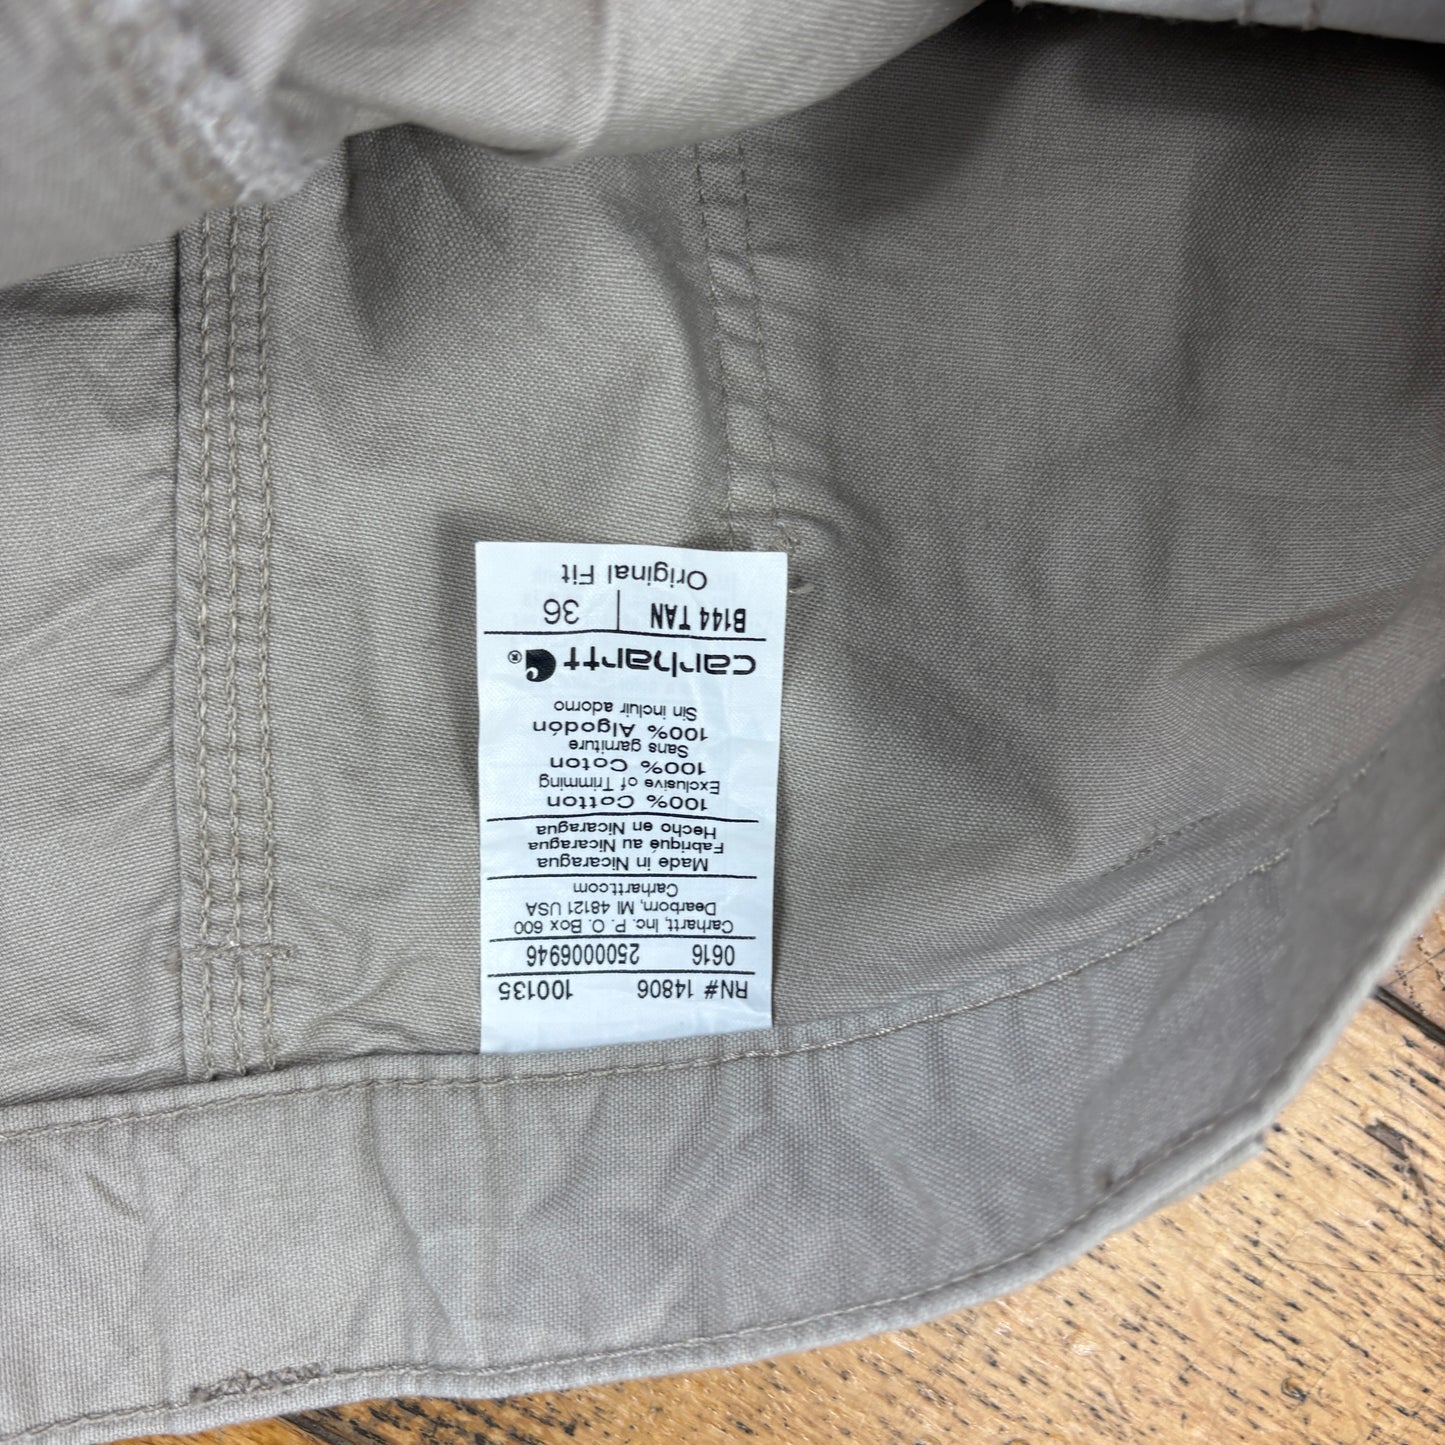 RN# 14806 100135
0616 2500006946
Carhartt, Inc. P. O. Box 600
Dearborn, MI 48121 USA
Carhartt.com
Made in Nicaragua
Fabriqué au Nicaragua
Hecho en Nicaragua
100% Cotton
Exclusive of Trimming
100% Coton
Sans garniture
100% Algodón
Sin incluir adorno
carhartt ®
B144 TAN | 36
Original Fit